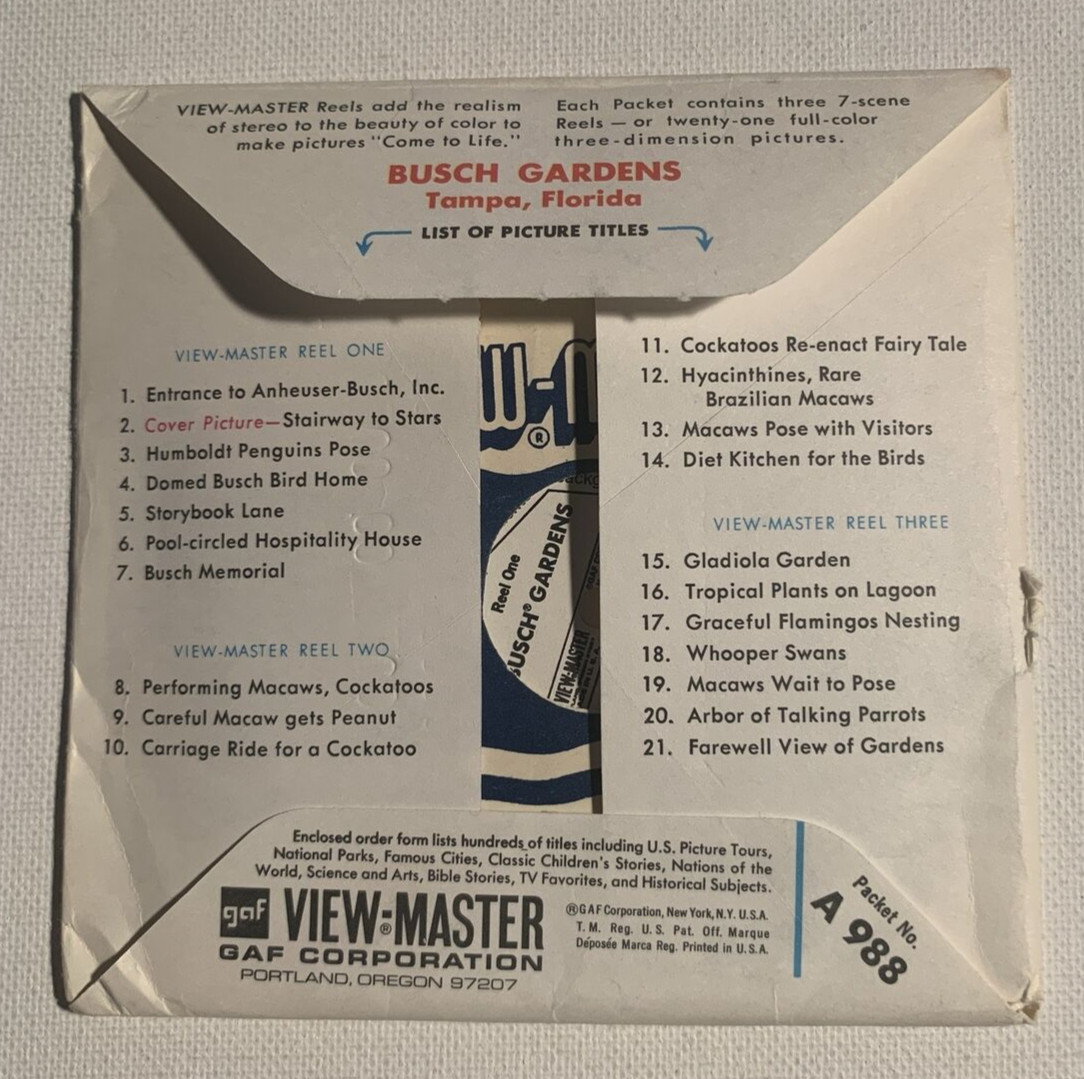 VIEW-MASTER Reels add the realism
of stereo to the beauty of color to
make pictures "Come to Life."
Each Packet contains three 7-scene
Reels — or twenty-one full-color
three-dimension pictures.
BUSCH GARDENS
Tampa, Florida
LIST OF PICTURE TITLES
VIEW-MASTER REEL ONE
1. Entrance to Anheuser-Busch, Inc.
2. Cover Picture—Stairway to Stars
3. Humboldt Penguins Pose
4. Domed Busch Bird Home
5. Storybook Lane
6. Pool-circled Hospitality House
7. Busch Memorial
VIEW-MASTER REEL TWO
8. Performing Macaws, Cockatoos
9. Careful Macaw gets Peanut
10. Carriage Ride for a Cockatoo
w-m
®
Reel One
BUSCH® GARDENS
VIEW-MASTER
11. Cockatoos Re-enact Fairy Tale
12. Hyacinthines, Rare
Brazilian Macaws
13. Macaws Pose with Visitors
14. Diet Kitchen for the Birds
VIEW-MASTER REEL THREE
15. Gladiola Garden
16. Tropical Plants on Lagoon
17. Graceful Flamingos Nesting
18. Whooper Swans
19. Macaws Wait to Pose
20. Arbor of Talking Parrots
21. Farewell View of Gardens
Enclosed order form lists hundreds of titles including U.S. Picture Tours,
National Parks, Famous Cities, Classic Children's Stories, Nations of the
World, Science and Arts, Bible Stories, TV Favorites, and Historical Subjects.
gaf VIEW-MASTER®
GAF CORPORATION
PORTLAND, OREGON 97207
®GAF Corporation, New York, N.Y. U.S.A.
T. M. Reg. U.S. Pat. Off. Marque
Déposée Marca Reg. Printed in U.S.A.
Packet No.
A 988